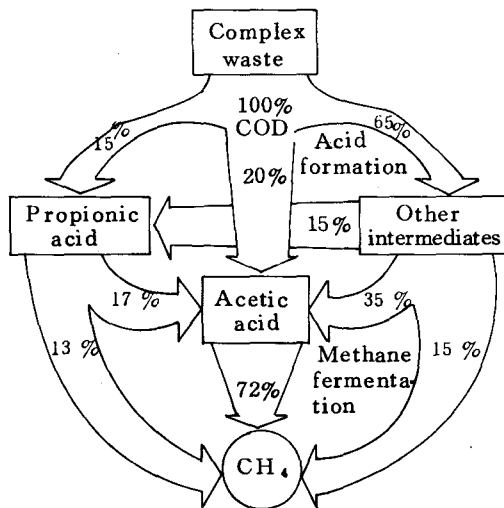 Complex
waste
100%
COD
15%
65%
Acid
formation
20%
Propionic
acid
15%
Other
intermediates
17 %
Acetic
acid
35 %
13 %
15 %
72%
Methane
fermenta-
tion
CH₄